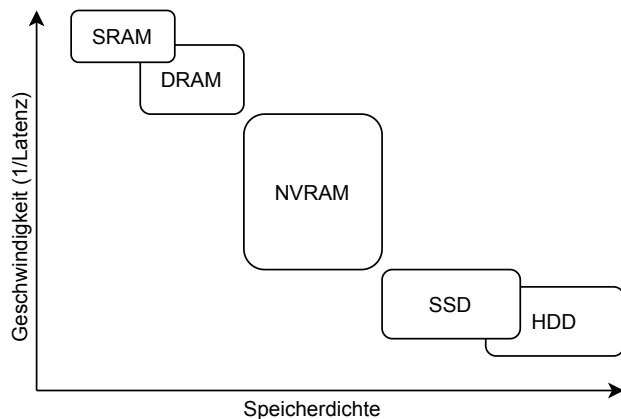 SRAM
DRAM
Geschwindigkeit (1/Latenz)
NVRAM
SSD
HDD
Speicherdichte